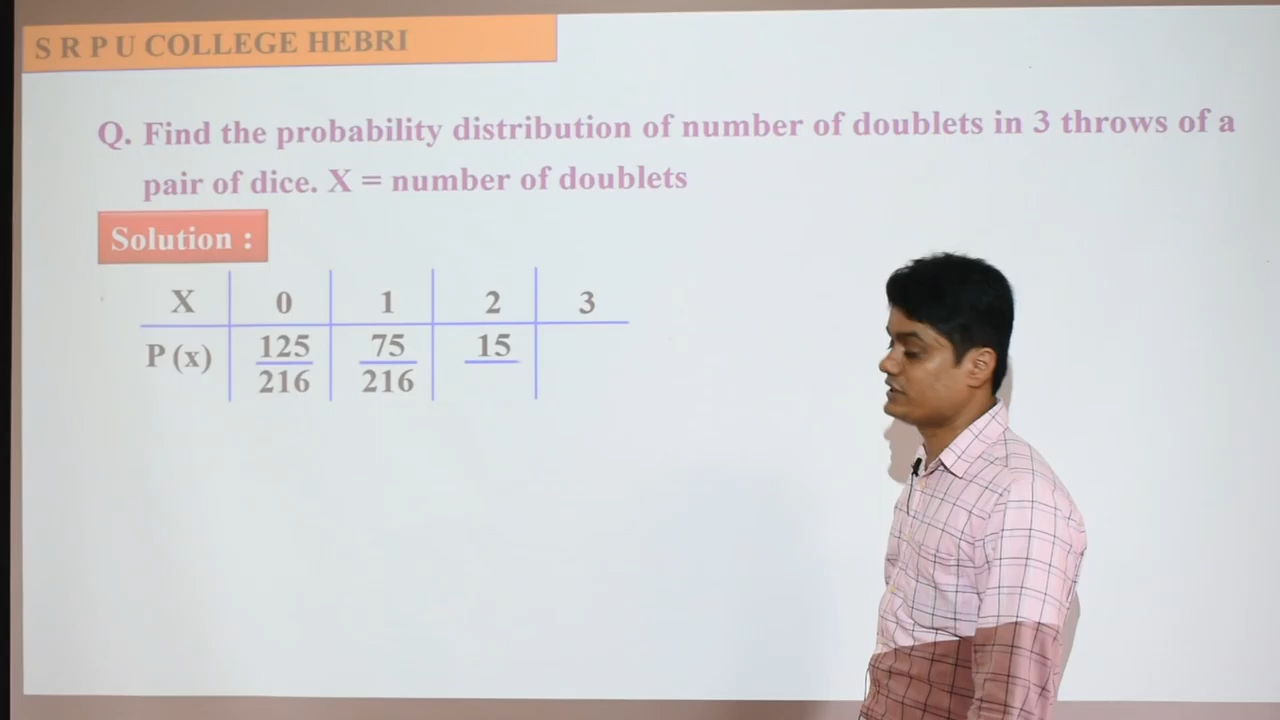 S R P U COLLEGE HEBRI
Q. Find the probability distribution of number of doublets in 3 throws of a
pair of dice. X = number of doublets
Solution :
X 0 1 2 3
P (x) 125/216 75/216 15/